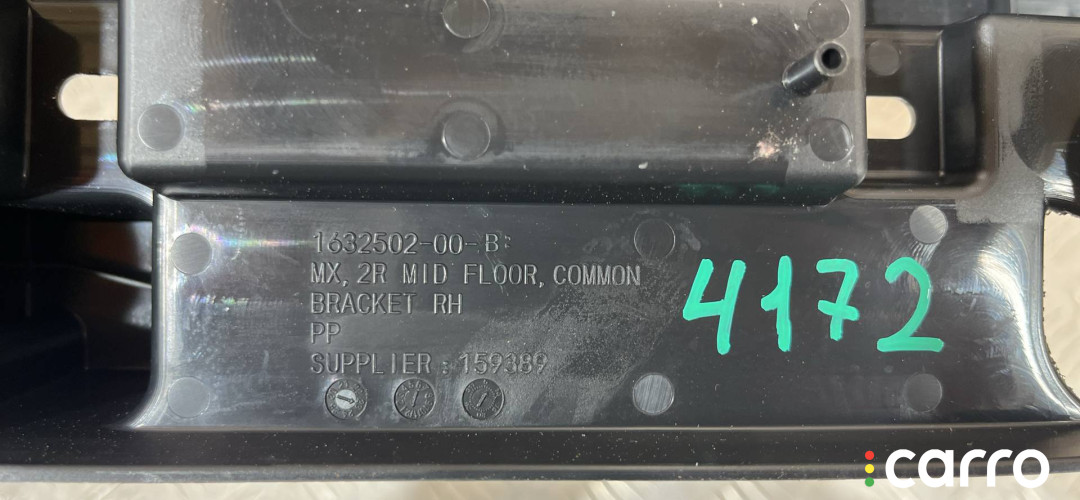 1632502-00-B
MX, 2R MID FLOOR, COMMON
BRACKET RH
PP
SUPPLIER : 159389
4172
carro